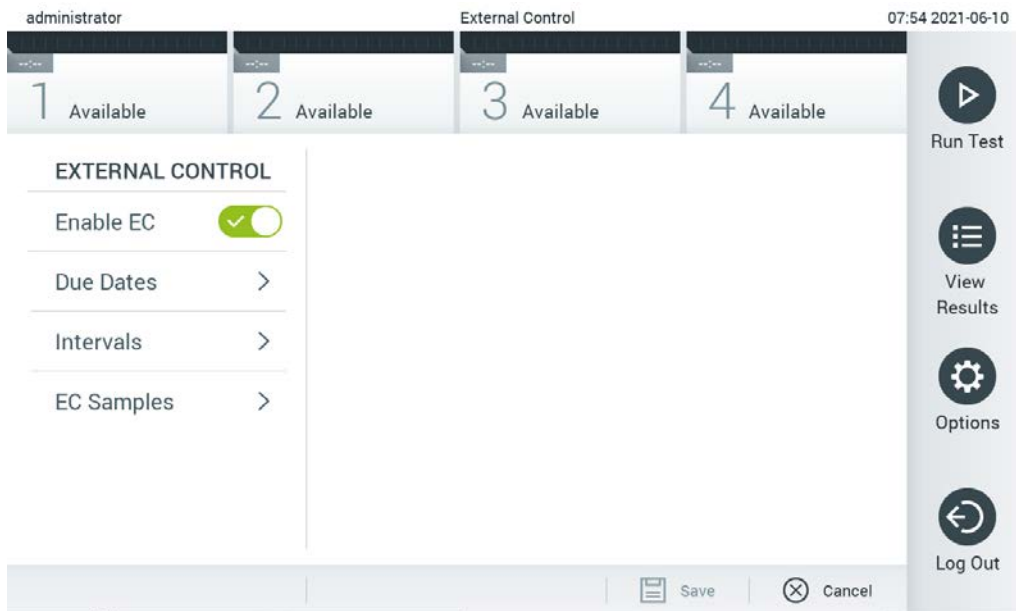 administrator External Control 07:54 2021-06-10
--:-- --:-- --:-- --:--
1 Available 2 Available 3 Available 4 Available
Run Test
EXTERNAL CONTROL
Enable EC
Due Dates
Intervals
EC Samples
View
Results
Options
Log Out
Save Cancel